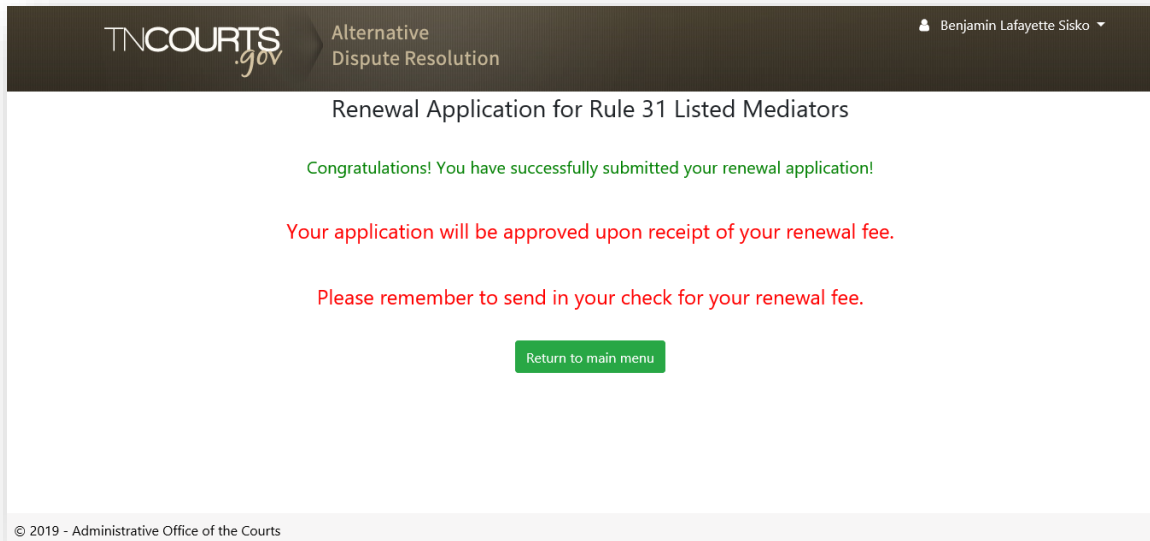 TNCOURTS
.gov
Alternative
Dispute Resolution
Benjamin Lafayette Sisko
Renewal Application for Rule 31 Listed Mediators
Congratulations! You have successfully submitted your renewal application!
Your application will be approved upon receipt of your renewal fee.
Please remember to send in your check for your renewal fee.
Return to main menu
© 2019 - Administrative Office of the Courts